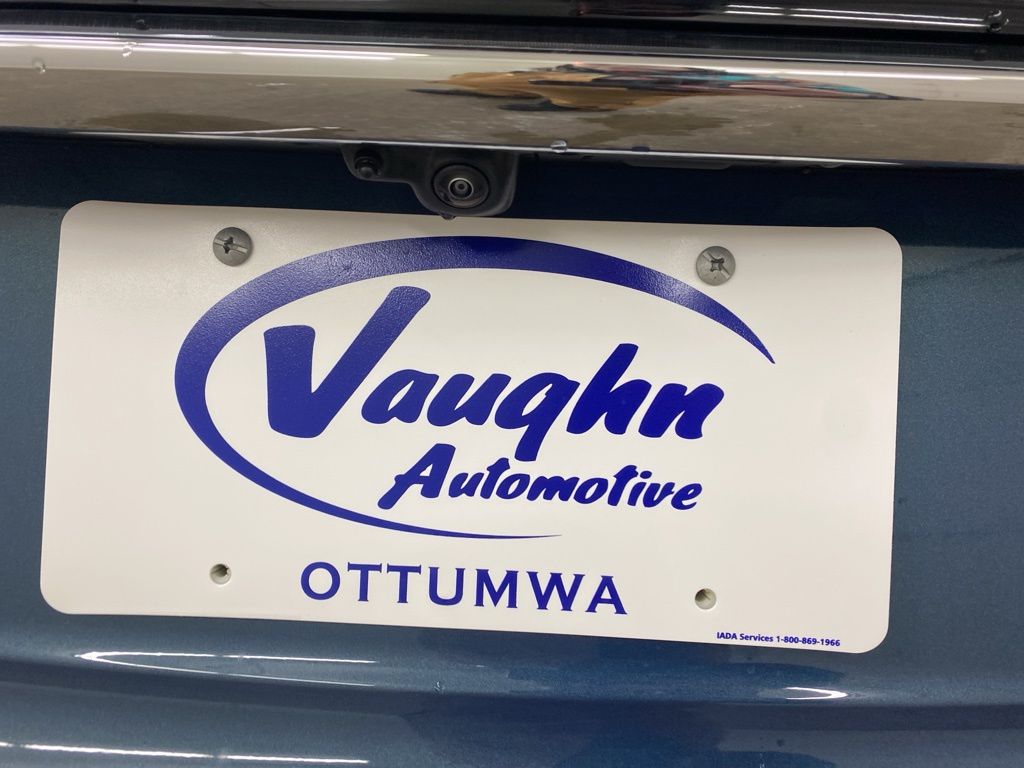 Vaughn
Automotive
OTTUMWA
IADA Services 1-800-869-1966